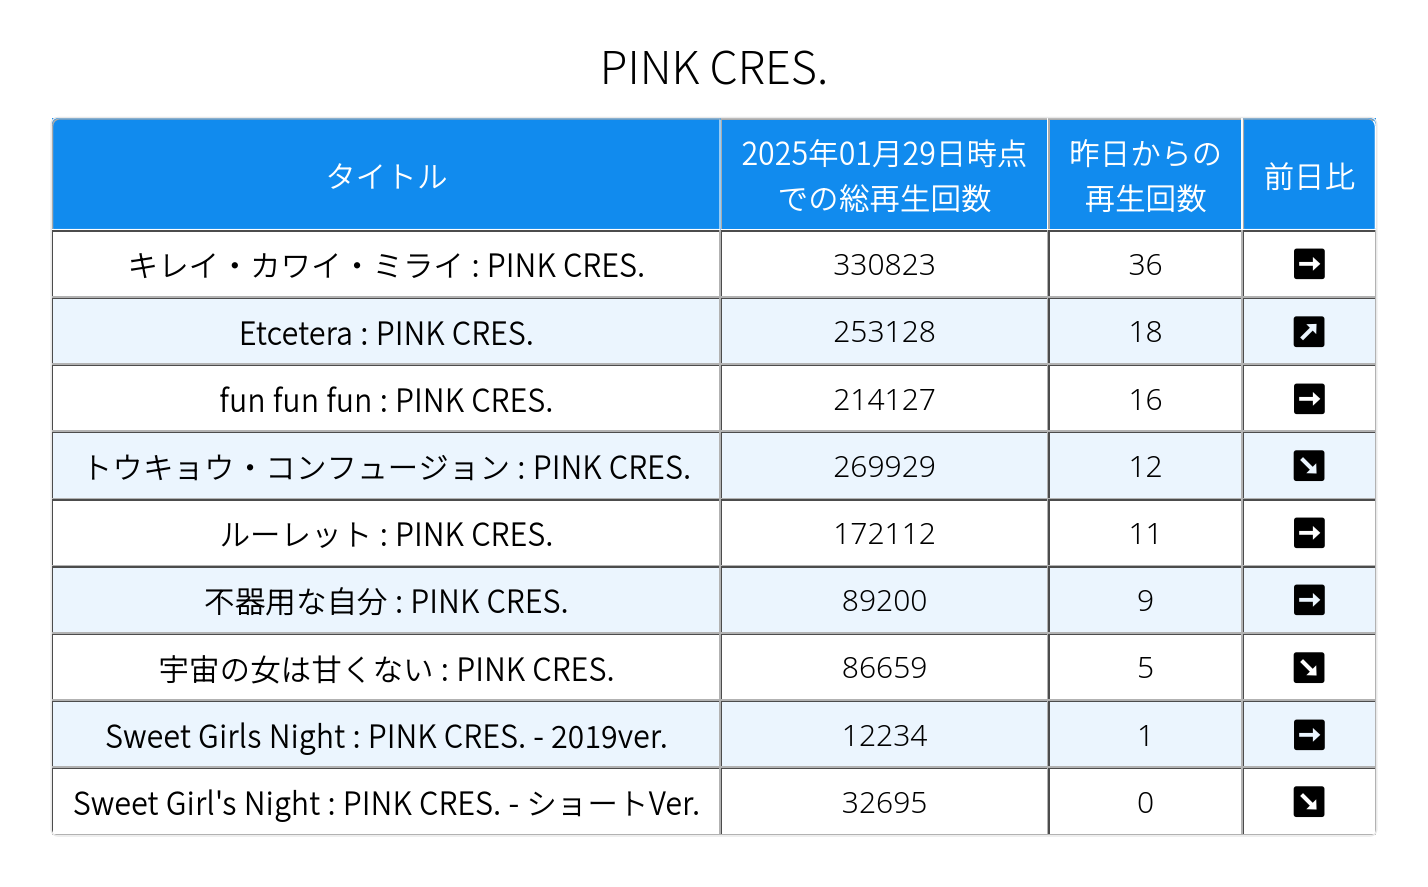 PINK CRES.
タイトル
2025年01月29日時点
での総再生回数
昨日からの
再生回数
前日比
キレイ・カワイ・ミライ : PINK CRES. 330823 36 ➡
Etcetera : PINK CRES. 253128 18 ↗
fun fun fun : PINK CRES. 214127 16 ➡
トウキョウ・コンフュージョン : PINK CRES. 269929 12 ↘
ルーレット : PINK CRES. 172112 11 ➡
不器用な自分 : PINK CRES. 89200 9 ➡
宇宙の女は甘くない : PINK CRES. 86659 5 ↘
Sweet Girls Night : PINK CRES. - 2019ver. 12234 1 ➡
Sweet Girl's Night : PINK CRES. - ショートVer. 32695 0 ↘